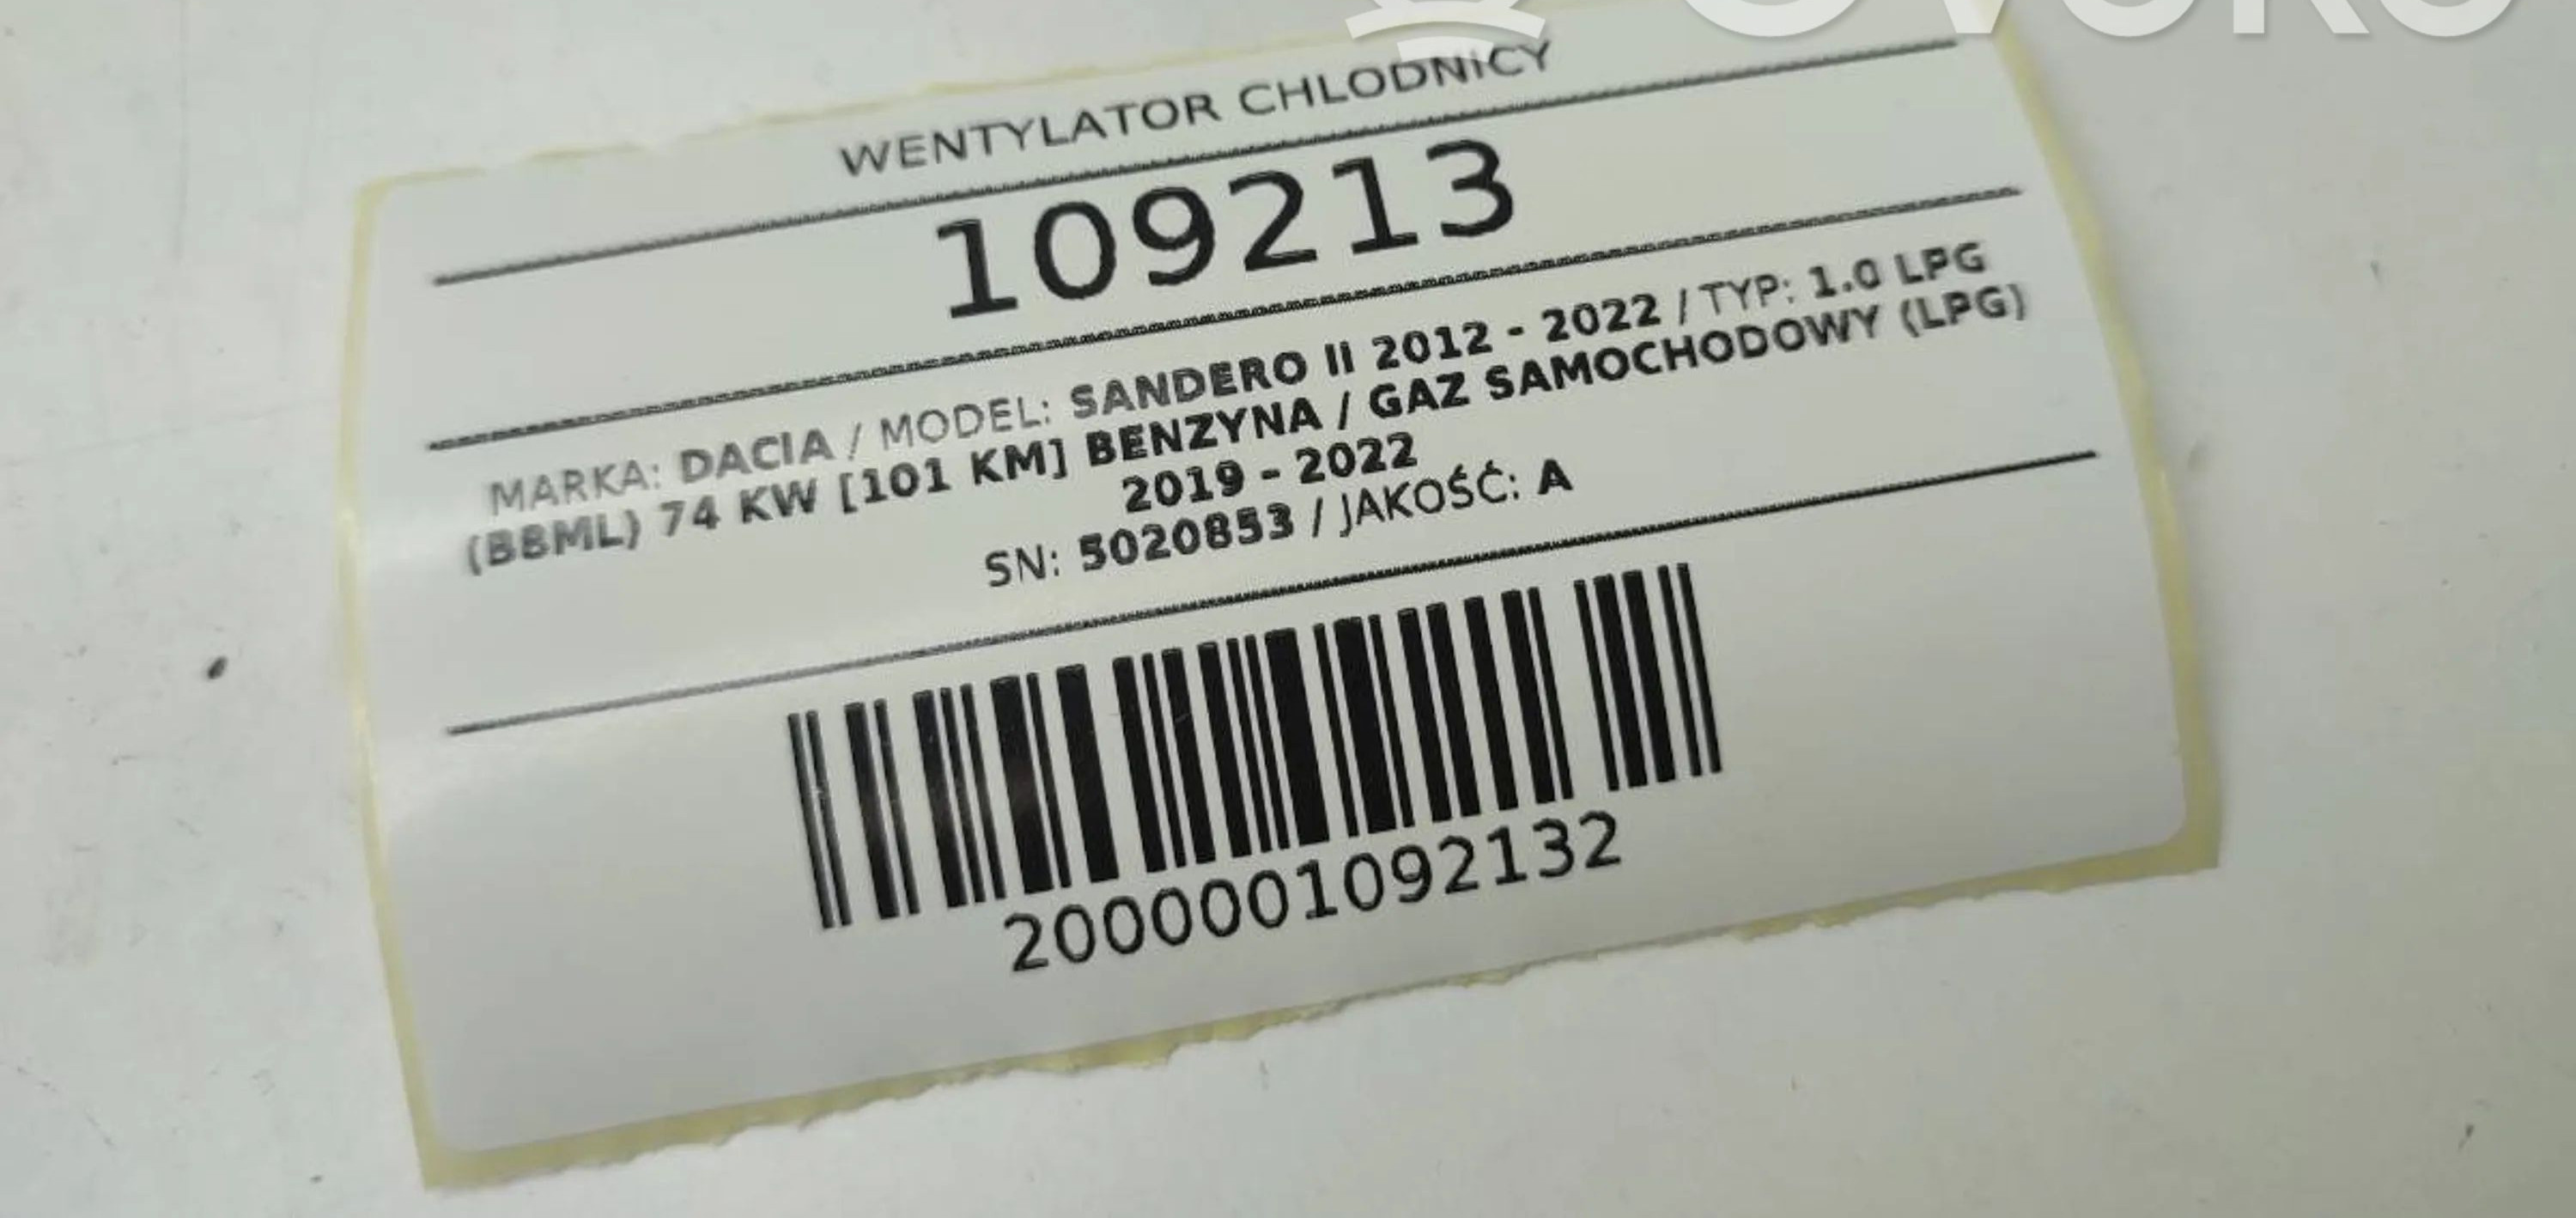 WENTYLATOR CHLODNICY
109213
MARKA: DACIA / MODEL: SANDERO II 2012 - 2022 / TYP: 1.0 LPG
(B8ML) 74 KW [101 KM] BENZYNA / GAZ SAMOCHODOWY (LPG)
2019 - 2022
SN: 5020853 / JAKOŚĆ: A
2000001092132